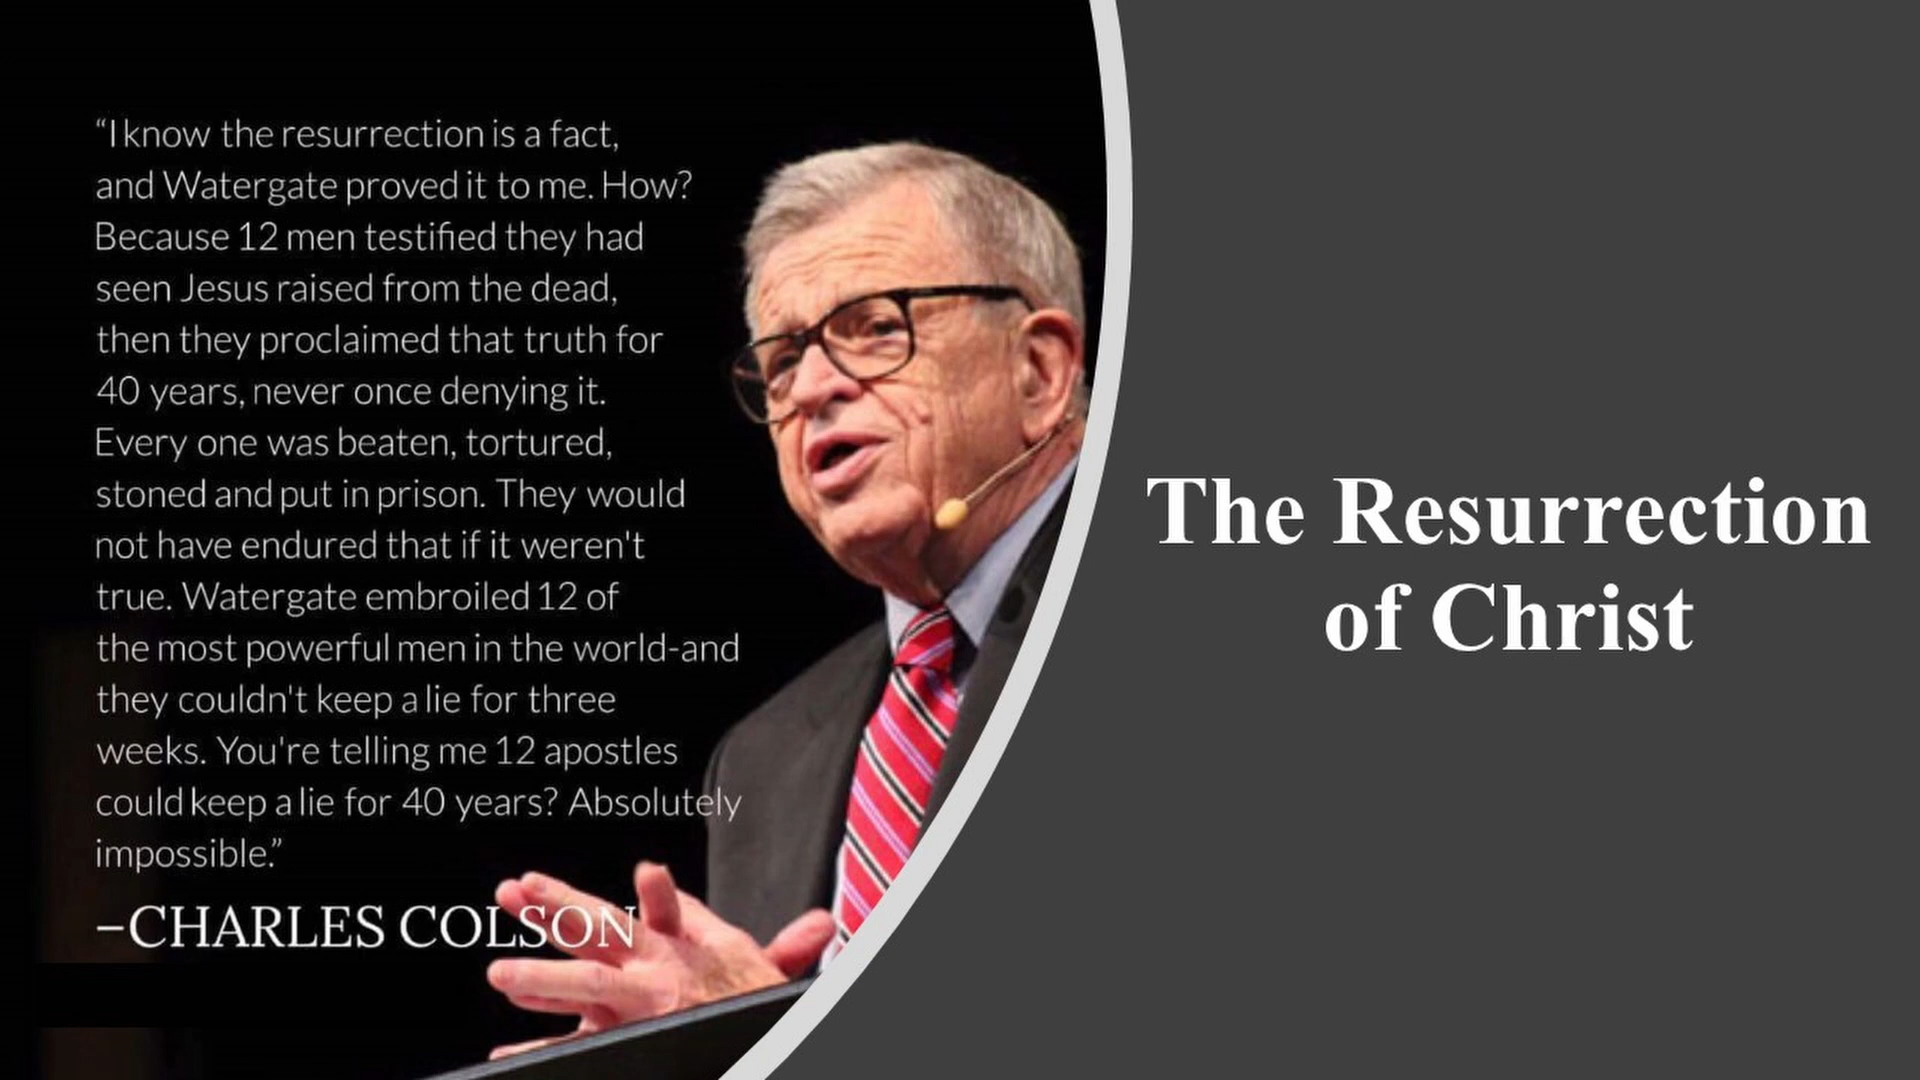 “I know the resurrection is a fact,
and Watergate proved it to me. How?
Because 12 men testified they had
seen Jesus raised from the dead,
then they proclaimed that truth for
40 years, never once denying it.
Every one was beaten, tortured,
stoned and put in prison. They would
not have endured that if it weren't
true. Watergate embroiled 12 of
the most powerful men in the world-and
they couldn't keep a lie for three
weeks. You're telling me 12 apostles
could keep a lie for 40 years? Absolutely
impossible.”
–CHARLES COLSON
The Resurrection
of Christ